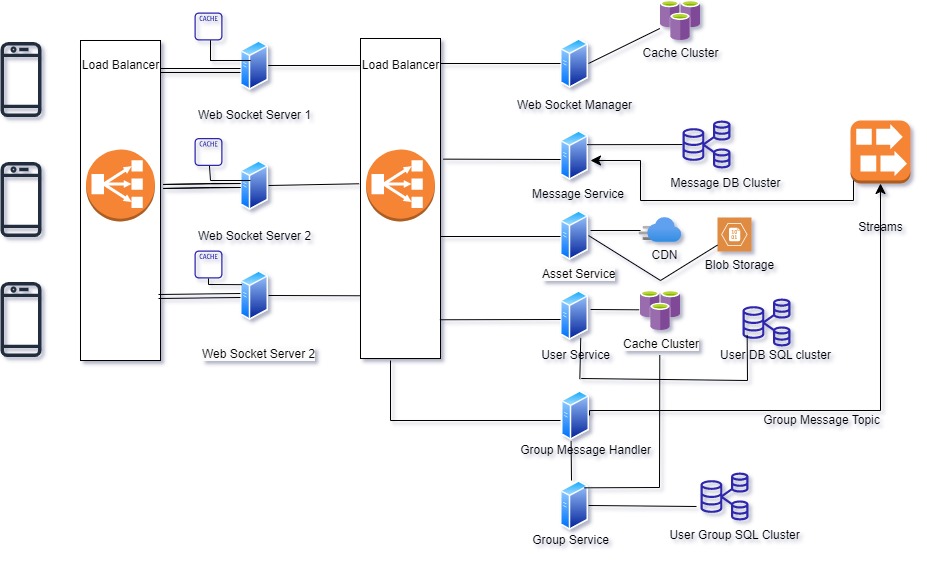 CACHE
Cache Cluster
Load Balancer
Load Balancer
Web Socket Manager
Web Socket Server 1
CACHE
Message DB Cluster
Message Service
Streams
Web Socket Server 2
CACHE
CDN
Blob Storage
Asset Service
Cache Cluster
User Service
User DB SQL cluster
Web Socket Server 2
Group Message Topic
Group Message Handler
User Group SQL Cluster
Group Service